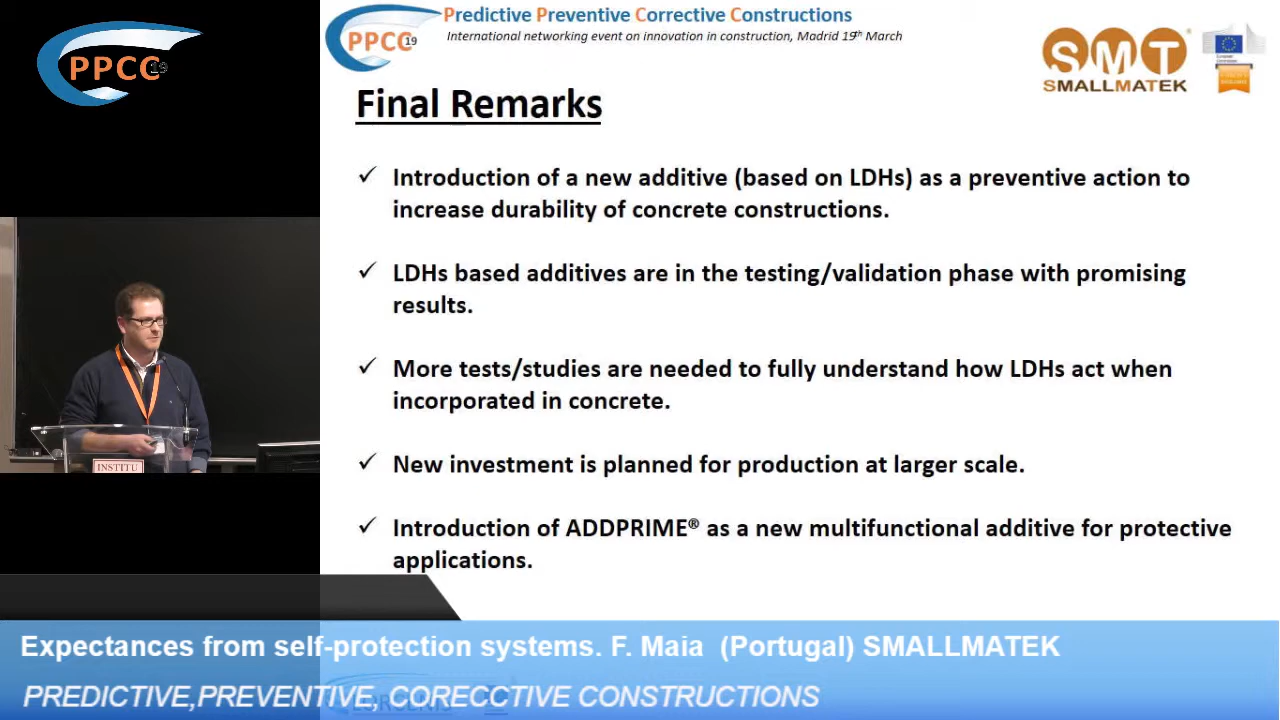 PPCC 19
PPCC 19
Predictive Preventive Corrective Constructions
International networking event on innovation in construction, Madrid 19th March
SMT
SMALLMATEK
Final Remarks
✓ Introduction of a new additive (based on LDHs) as a preventive action to
increase durability of concrete constructions.
✓ LDHs based additives are in the testing/validation phase with promising
results.
✓ More tests/studies are needed to fully understand how LDHs act when
incorporated in concrete.
✓ New investment is planned for production at larger scale.
✓ Introduction of ADDPRIME® as a new multifunctional additive for protective
applications.
INSTITU
Expectances from self-protection systems. F. Maia (Portugal) SMALLMATEK
PREDICTIVE,PREVENTIVE, CORECCTIVE CONSTRUCTIONS